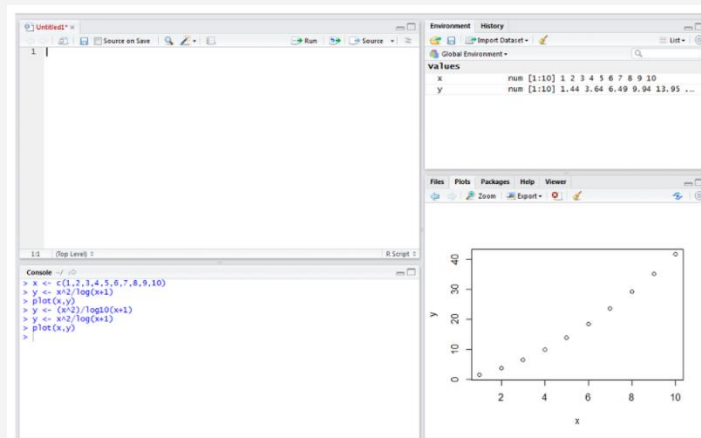 Untitled1* ×
Source on Save
Run
Source
1
1:1 (Top Level) R Script
Console ~/
> x <- c(1,2,3,4,5,6,7,8,9,10)
> y <- x^2/log(x+1)
> plot(x,y)
> y <- (x^2)/log10(x+1)
> y <- x^2/log(x+1)
> plot(x,y)
>
Environment History
Import Dataset
List
Global Environment
values
x num [1:10] 1 2 3 4 5 6 7 8 9 10
y num [1:10] 1.44 3.64 6.49 9.94 13.95 ...
Files Plots Packages Help Viewer
Zoom Export
y
40
30
20
10
0
2 4 6 8 10
x